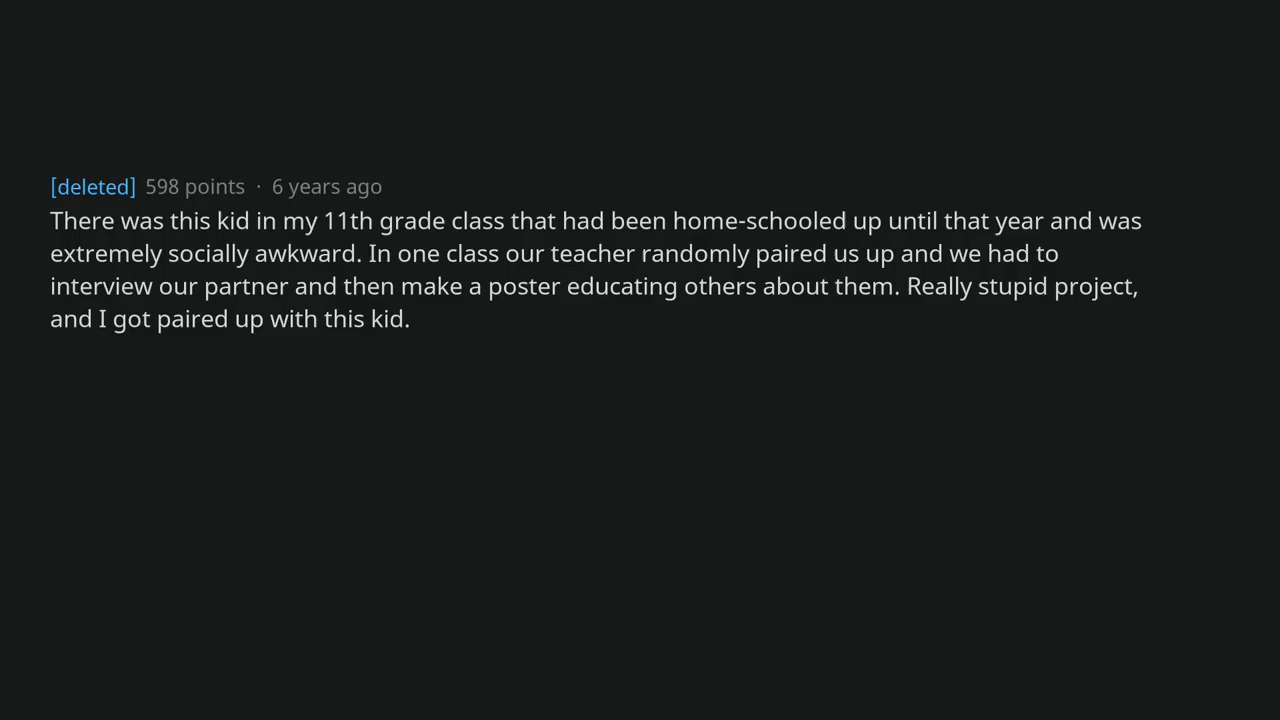 [deleted] 598 points · 6 years ago
There was this kid in my 11th grade class that had been home-schooled up until that year and was
extremely socially awkward. In one class our teacher randomly paired us up and we had to
interview our partner and then make a poster educating others about them. Really stupid project,
and I got paired up with this kid.